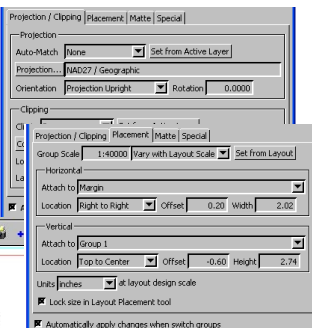 Projection / Clipping Placement Matte Special
Projection
Auto-Match None Set from Active Layer
Projection... NAD27 / Geographic
Orientation Projection Upright Rotation 0.0000
Clipping
Projection / Clipping Placement Matte Special
Group Scale 1:40000 Vary with Layout Scale Set from Layout
Horizontal
Attach to Margin
Location Right to Right Offset 0.20 Width 2.02
Vertical
Attach to Group 1
Location Top to Center Offset -0.60 Height 2.74
Units inches at layout design scale
Lock size in Layout Placement tool
Automatically apply changes when switch groups